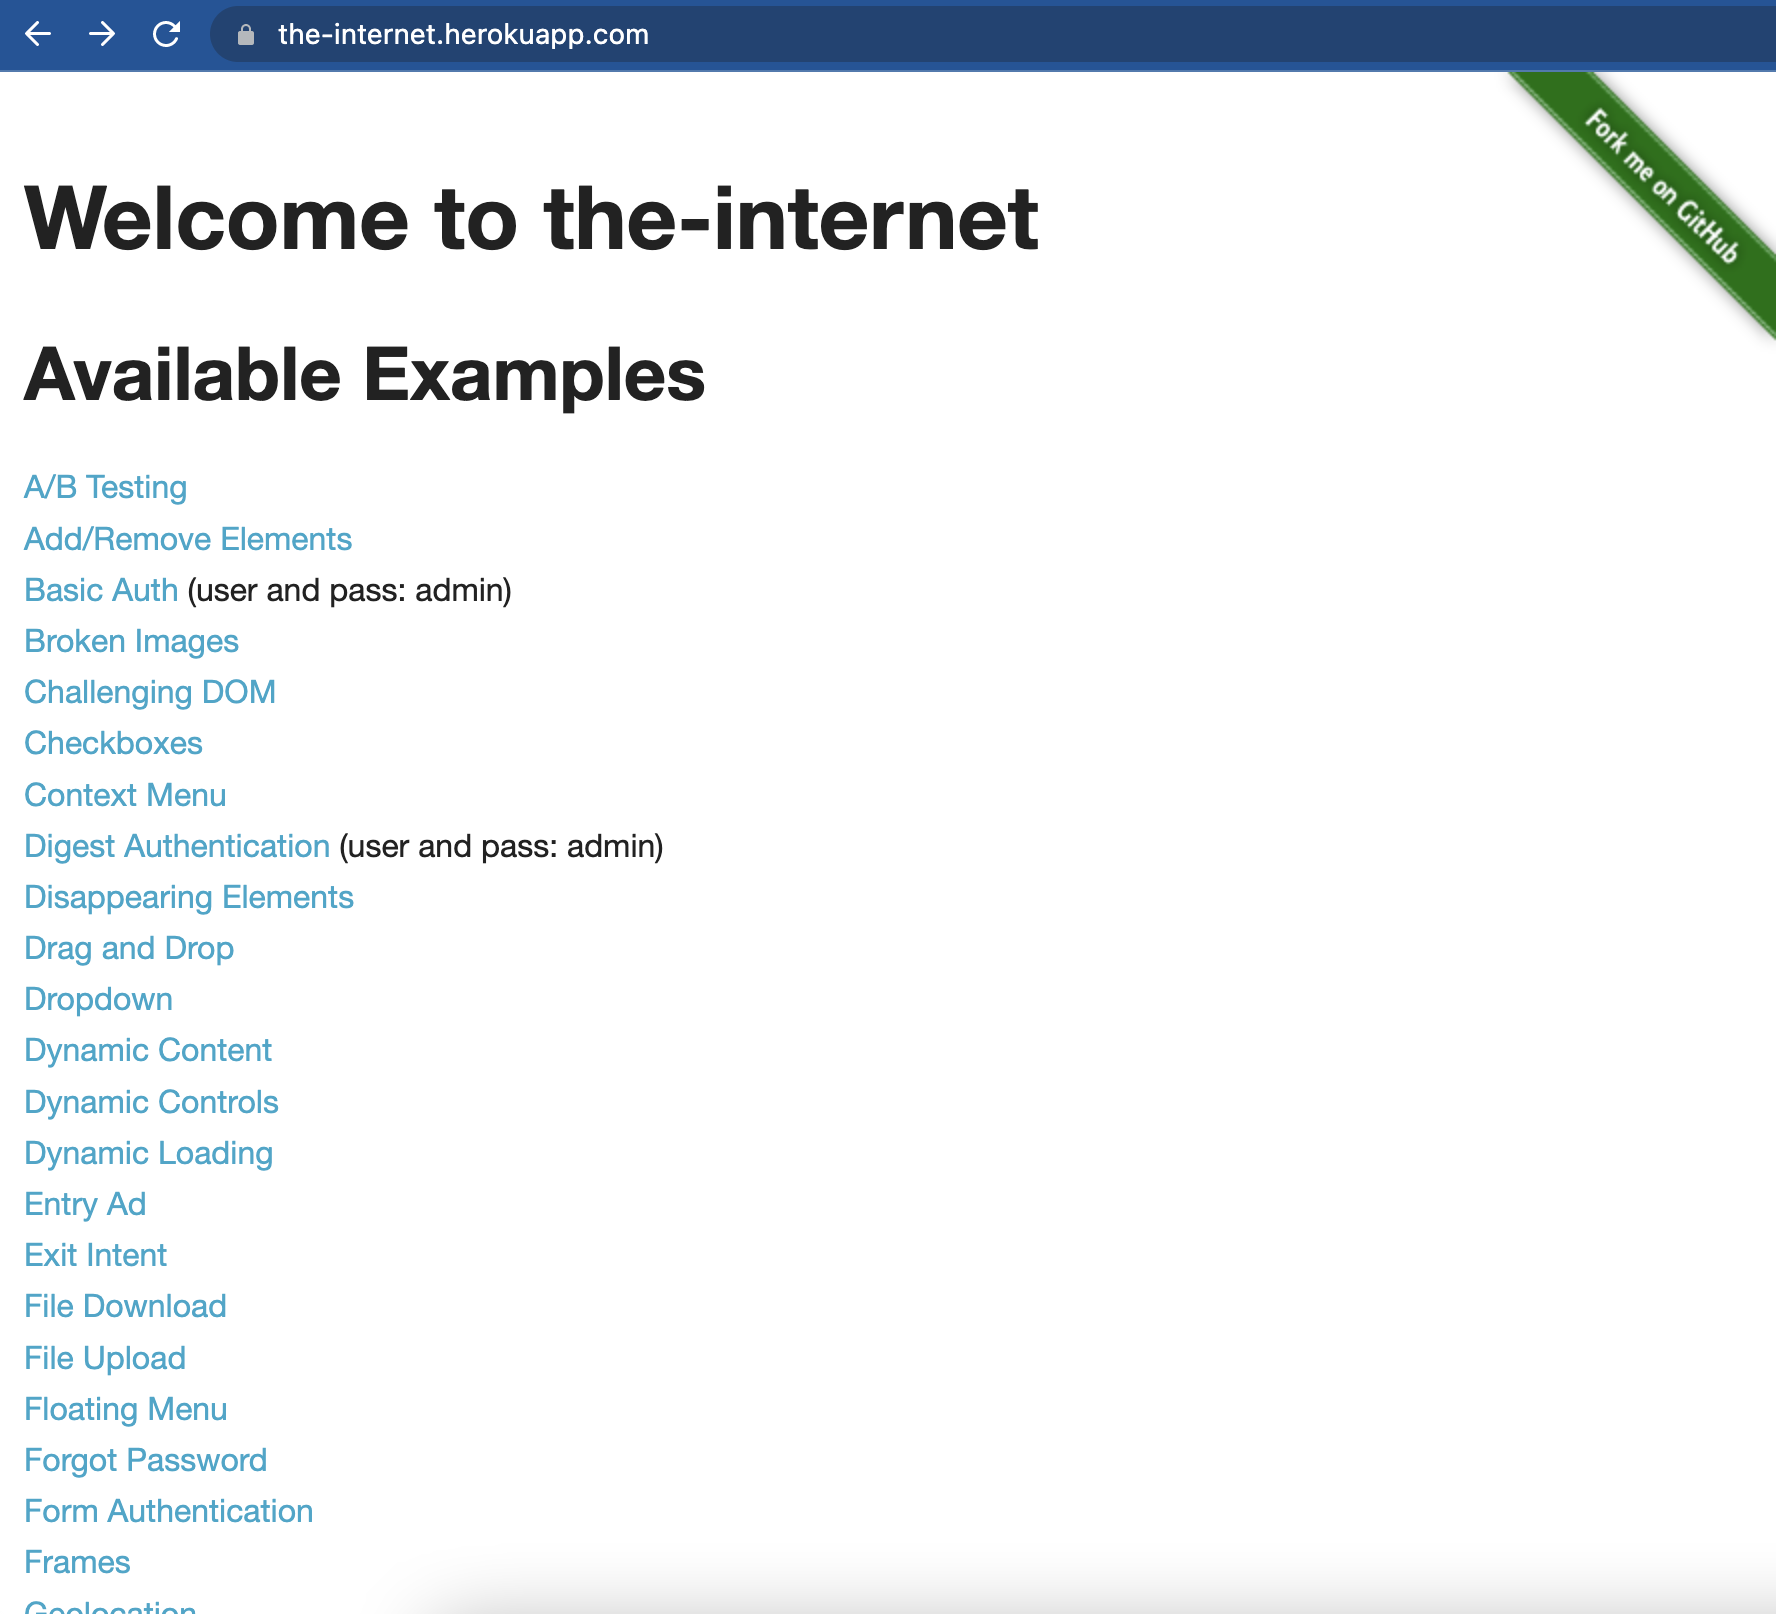 the-internet.herokuapp.com
Fork me on GitHub
Welcome to the-internet
Available Examples
A/B Testing
Add/Remove Elements
Basic Auth (user and pass: admin)
Broken Images
Challenging DOM
Checkboxes
Context Menu
Digest Authentication (user and pass: admin)
Disappearing Elements
Drag and Drop
Dropdown
Dynamic Content
Dynamic Controls
Dynamic Loading
Entry Ad
Exit Intent
File Download
File Upload
Floating Menu
Forgot Password
Form Authentication
Frames
Geolocation